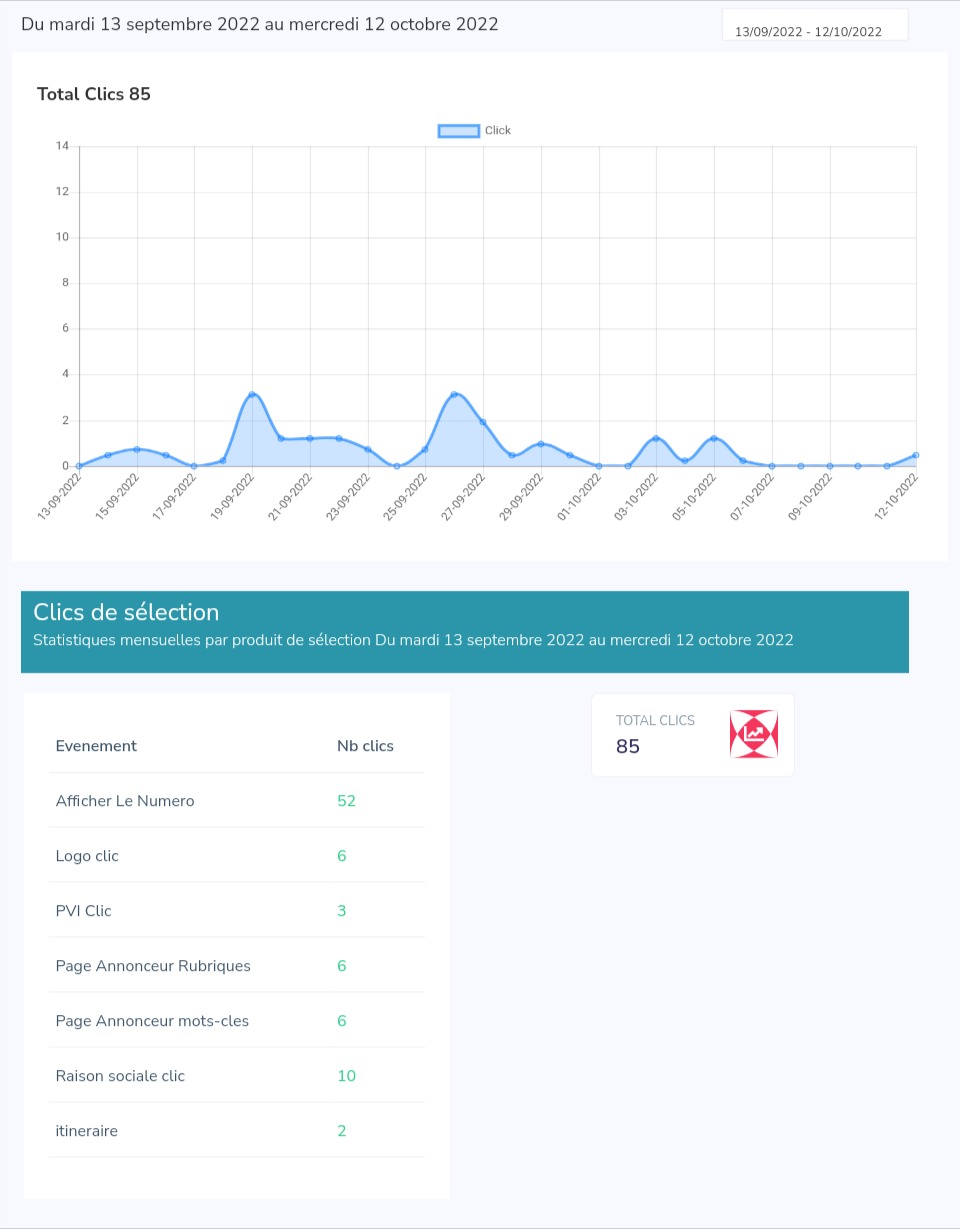 Du mardi 13 septembre 2022 au mercredi 12 octobre 2022
13/09/2022 - 12/10/2022
Total Clics 85
Click
14
12
10
8
6
4
2
0
13-09-2022
15-09-2022
17-09-2022
19-09-2022
21-09-2022
23-09-2022
25-09-2022
27-09-2022
29-09-2022
01-10-2022
03-10-2022
05-10-2022
07-10-2022
09-10-2022
12-10-2022
Clics de sélection
Statistiques mensuelles par produit de sélection Du mardi 13 septembre 2022 au mercredi 12 octobre 2022
TOTAL CLICS
85
Evenement Nb clics
Afficher Le Numero 52
Logo clic 6
PVI Clic 3
Page Annonceur Rubriques 6
Page Annonceur mots-cles 6
Raison sociale clic 10
itineraire 2